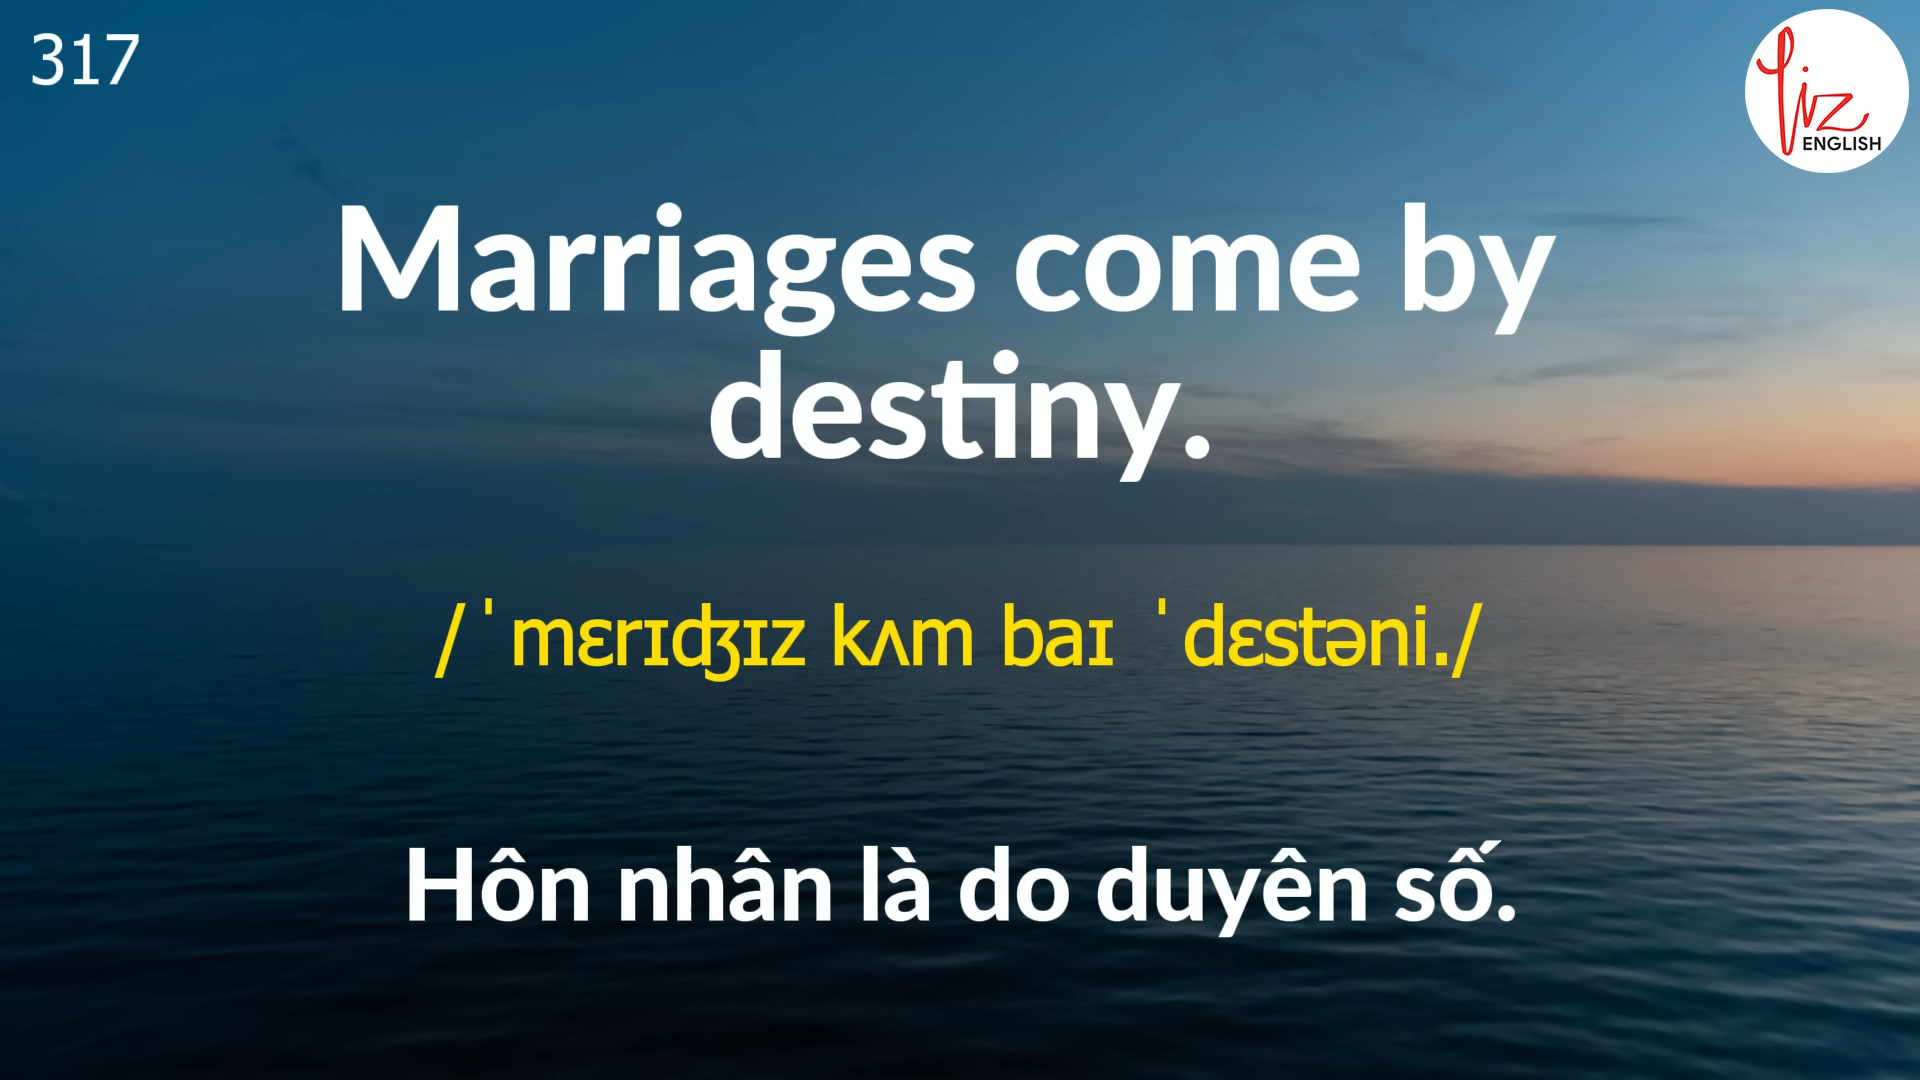 317
Liz
ENGLISH
Marriages come by
destiny.
/ˈmɛrɪʤɪz kʌm baɪ ˈdɛstəni./
Hôn nhân là do duyên số.